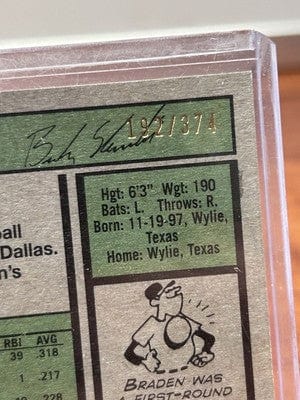 192/374
Hgt: 6'3" Wgt: 190
Bats: L. Throws: R.
Born: 11-19-97, Wylie,
Texas
Home: Wylie, Texas
ball
Dallas.
n's
RBI AVG
39 .318
1 .217
.228
BRADEN WAS
A FIRST-ROUND